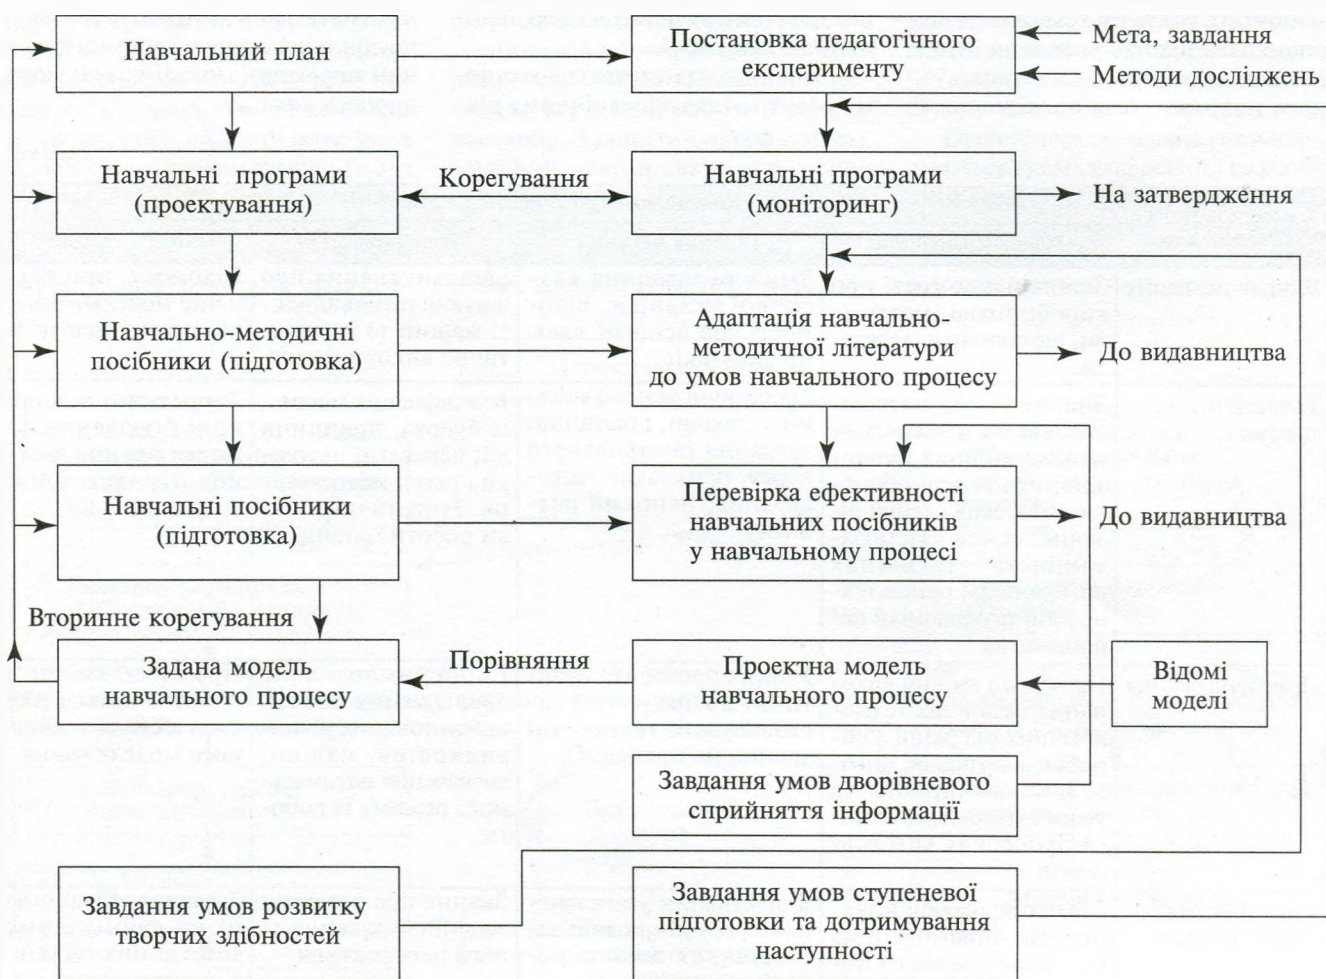 Навчальний план
Постановка педагогічного
експерименту
Мета, завдання
Методи досліджень
Навчальні програми
(проектування)
Корегування
Навчальні програми
(моніторинг)
На затвердження
Навчально-методичні
посібники (підготовка)
Адаптація навчально-
методичної літератури
до умов навчального процесу
До видавництва
Навчальні посібники
(підготовка)
Перевірка ефективності
навчальних посібників
у навчальному процесі
До видавництва
Вторинне корегування
Задана модель
навчального процесу
Порівняння
Проектна модель
навчального процесу
Відомі
моделі
Завдання умов дворівневого
сприйняття інформації
Завдання умов розвитку
творчих здібностей
Завдання умов ступеневої
підготовки та дотримування
наступності